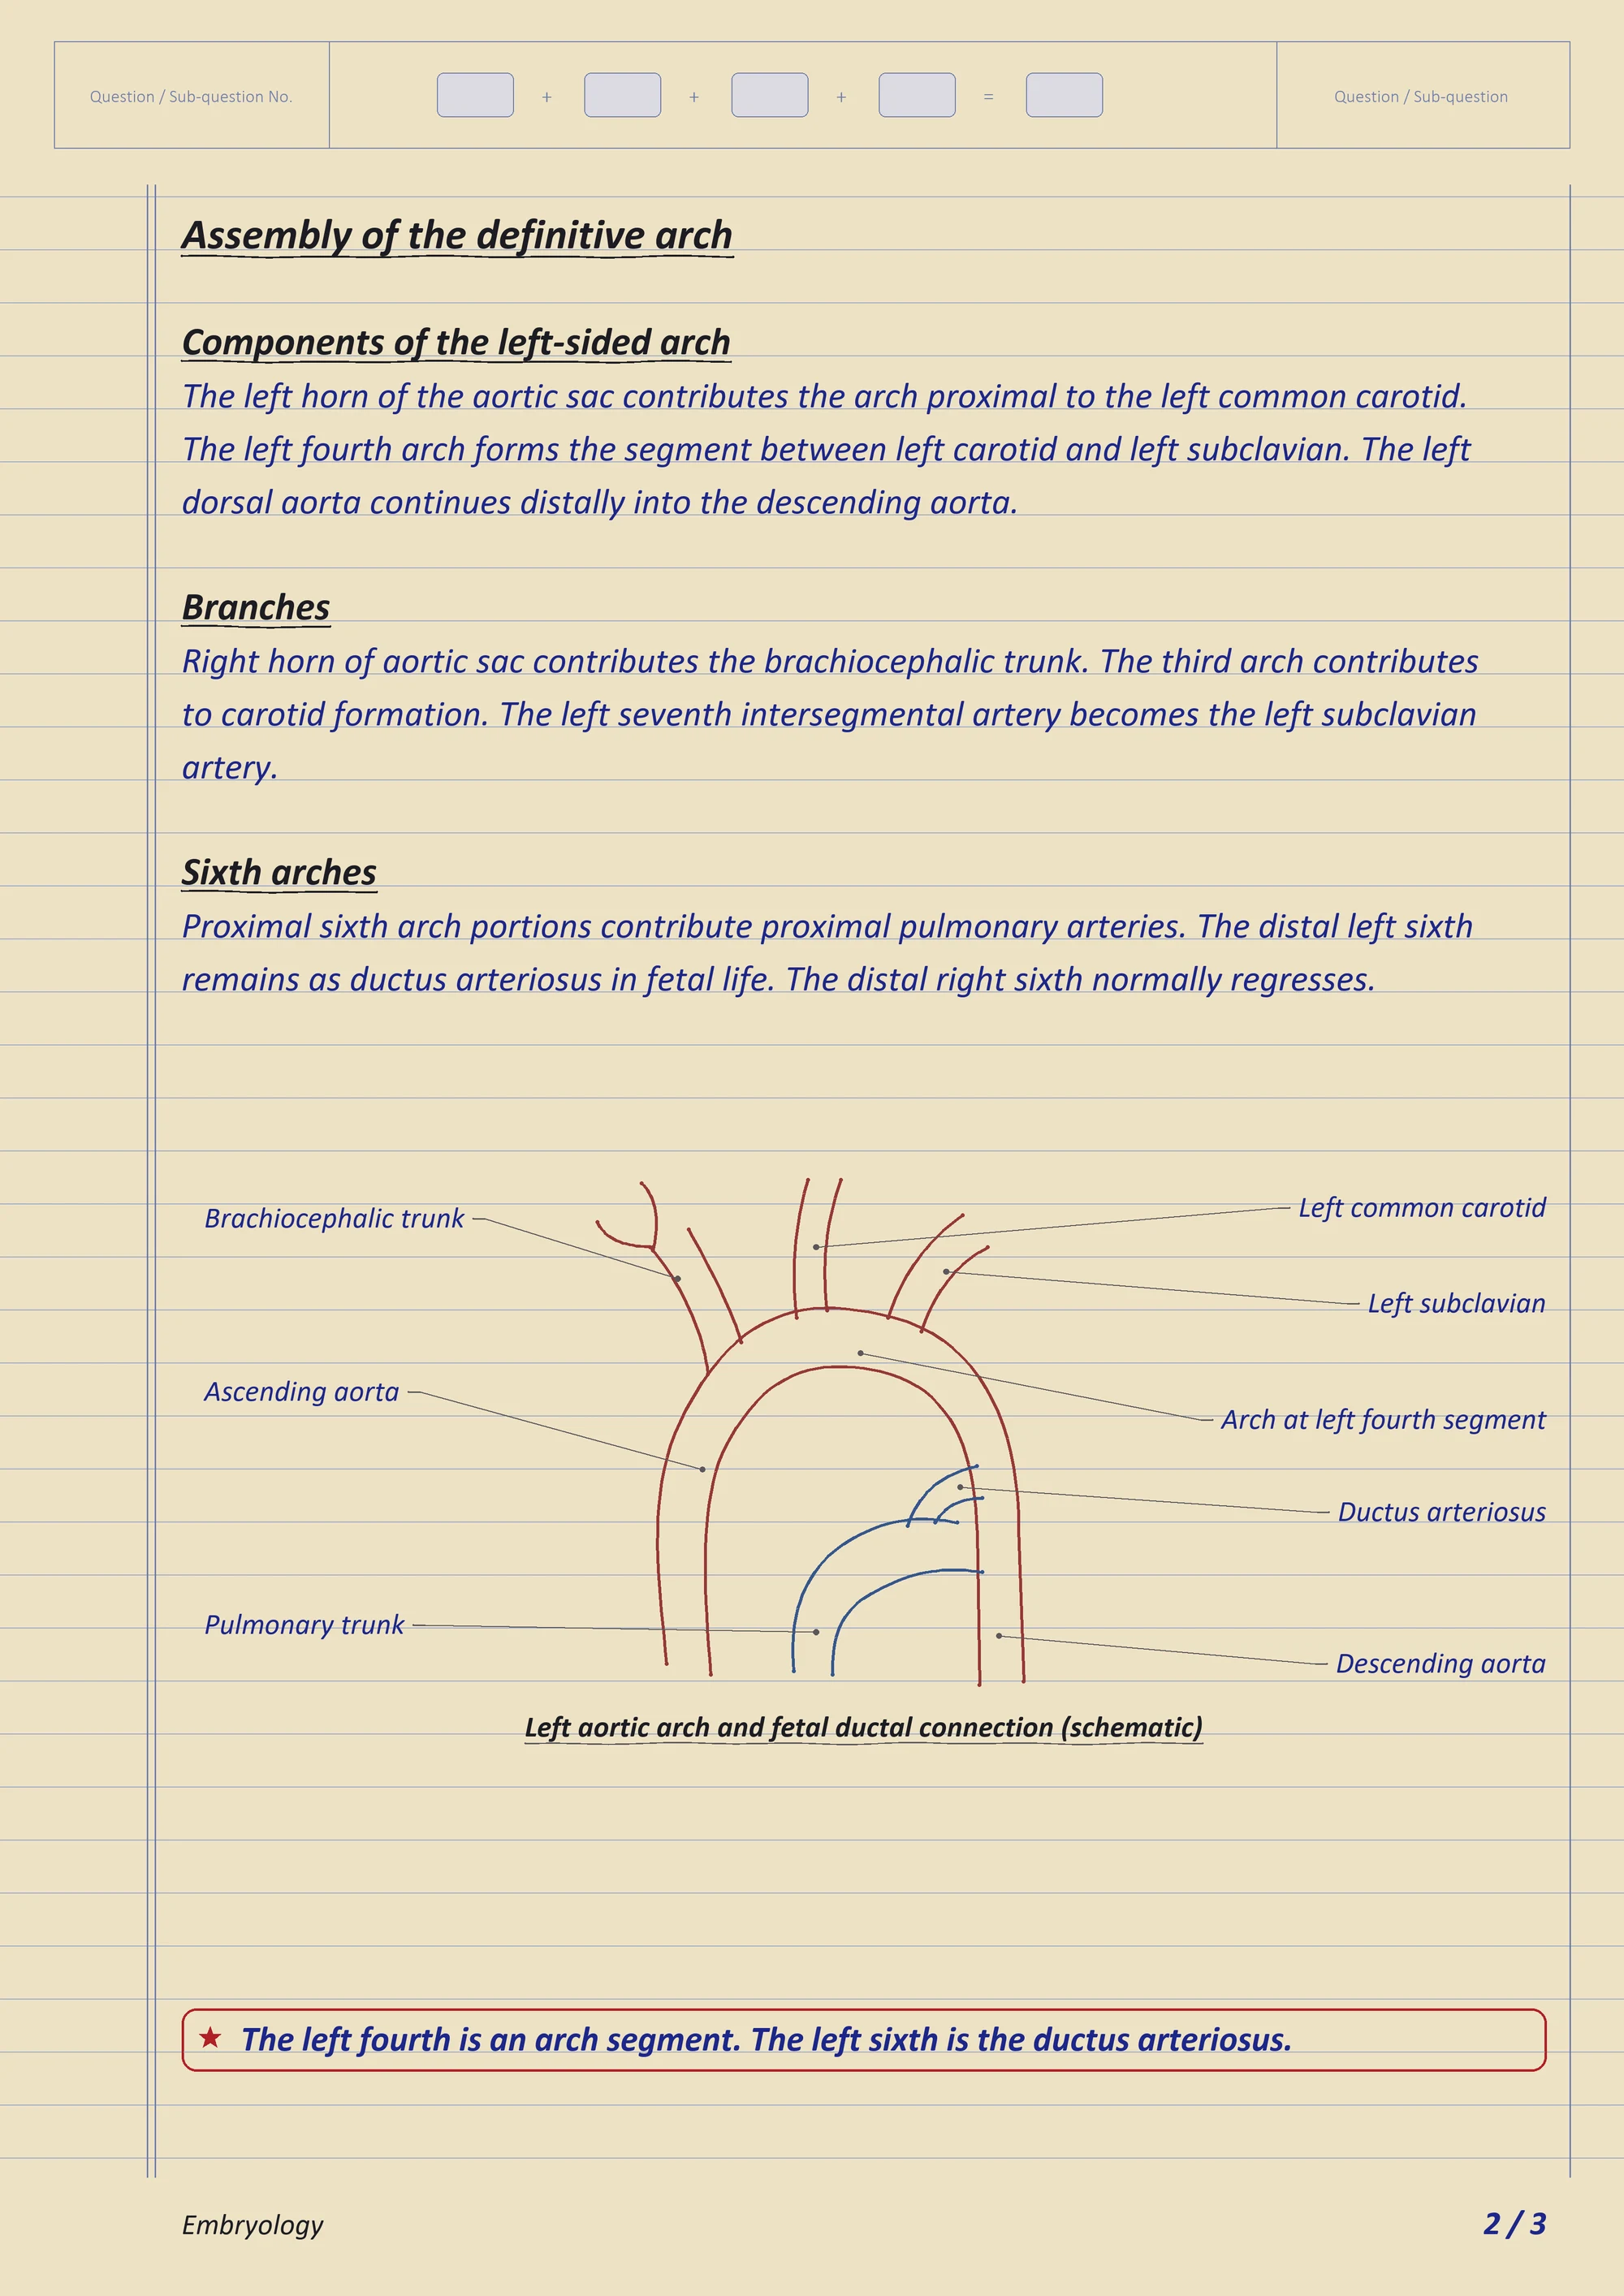 Question / Sub-question No.
+ + + =
Question / Sub-question
Assembly of the definitive arch
Components of the left-sided arch
The left horn of the aortic sac contributes the arch proximal to the left common carotid.
The left fourth arch forms the segment between left carotid and left subclavian. The left
dorsal aorta continues distally into the descending aorta.
Branches
Right horn of aortic sac contributes the brachiocephalic trunk. The third arch contributes
to carotid formation. The left seventh intersegmental artery becomes the left subclavian
artery.
Sixth arches
Proximal sixth arch portions contribute proximal pulmonary arteries. The distal left sixth
remains as ductus arteriosus in fetal life. The distal right sixth normally regresses.
Brachiocephalic trunk
Left common carotid
Left subclavian
Ascending aorta
Arch at left fourth segment
Ductus arteriosus
Pulmonary trunk
Descending aorta
Left aortic arch and fetal ductal connection (schematic)
★ The left fourth is an arch segment. The left sixth is the ductus arteriosus.
Embryology
2 / 3